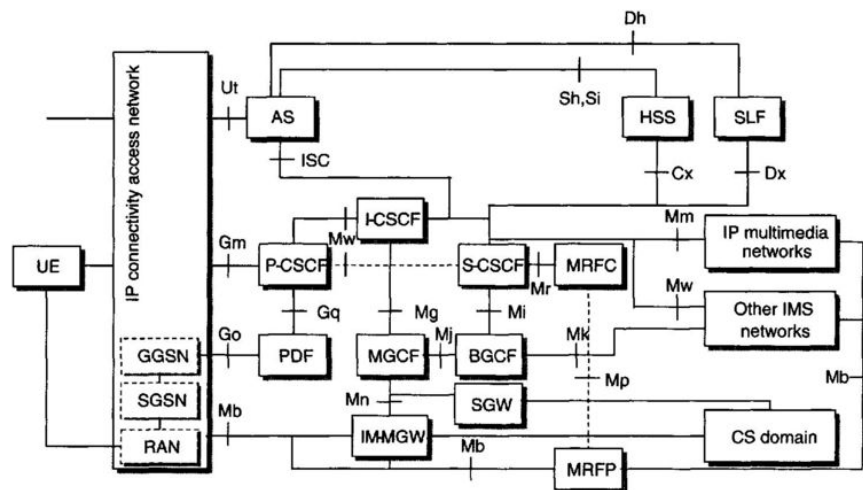 Dh
Ut
AS
Sh,Si
HSS
SLF
ISC
Cx
Dx
IP connectivity access network
I-CSCF
Mm
IP multimedia
networks
UE
Gm
P-CSCF
Mw
S-CSCF
Mr
MRFC
Mw
Other IMS
networks
Gq
Mg
Mi
GGSN
Go
PDF
MGCF
Mj
BGCF
Mk
Mp
Mb
SGSN
Mn
SGW
Mb
RAN
IM-MGW
Mb
MRFP
CS domain